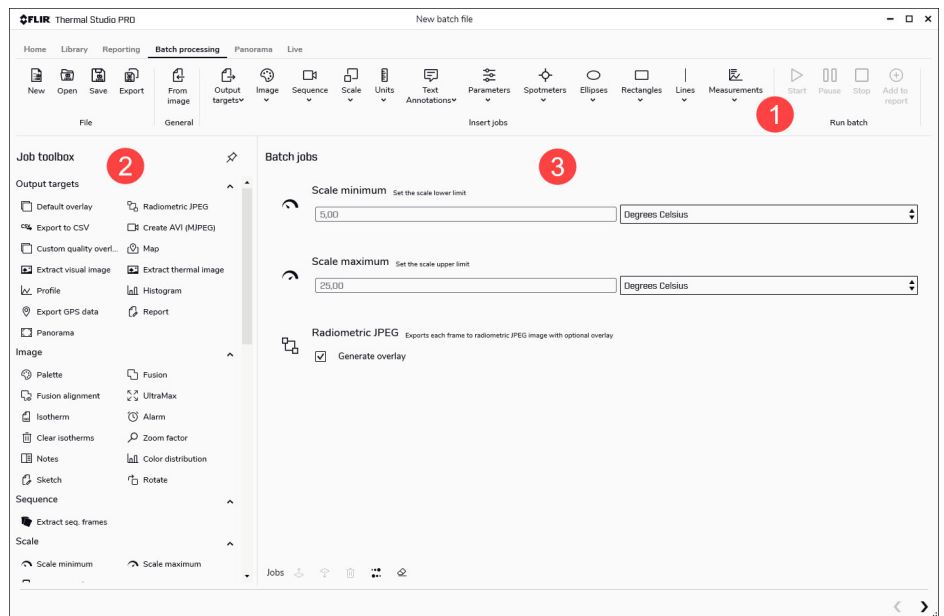 FLIR Thermal Studio PRO
New batch file
Home Library Reporting Batch processing Panorama Live
New Open Save Export From image Output targets Image Sequence Scale Units Text Annotations Parameters Spotmeters Ellipses Rectangles Lines Measurements Start Pause Stop Add to report
1
File General Insert jobs Run batch
Job toolbox
2
Output targets
Default overlay Radiometric JPEG
CSV Export to CSV Create AVI (MJPEG)
Custom quality overl... Map
Extract visual image Extract thermal image
Profile Histogram
Export GPS data Report
Panorama
Image
Palette Fusion
Fusion alignment UltraMax
Isotherm Alarm
Clear isotherms Zoom factor
Notes Color distribution
Sketch Rotate
Sequence
Extract seq. frames
Scale
Scale minimum Scale maximum
Batch jobs
3
Scale minimum Set the scale lower limit
5,00 Degrees Celsius
Scale maximum Set the scale upper limit
25,00 Degrees Celsius
Radiometric JPEG Exports each frame to radiometric JPEG image with optional overlay
Generate overlay
Jobs